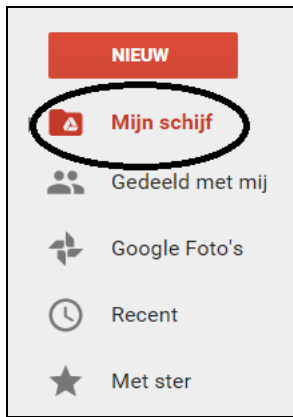 NIEUW
Mijn schijf
Gedeeld met mij
Google Foto's
Recent
Met ster